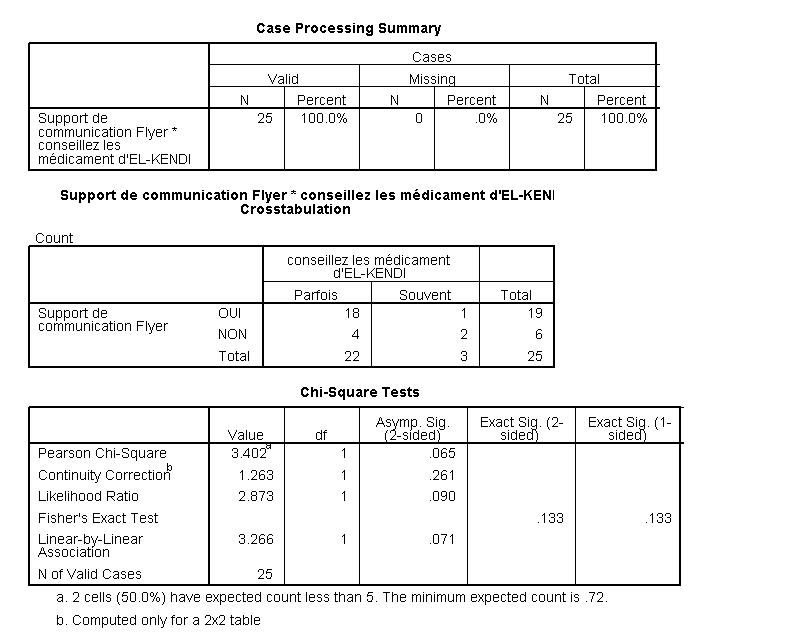 Case Processing Summary
Cases
Valid Missing Total
N Percent N Percent N Percent
Support de 25 100.0% 0 .0% 25 100.0%
communication Flyer *
conseillez les
médicament d'EL-KENDI
Support de communication Flyer * conseillez les médicament d'EL-KENI
Crosstabulation
Count
conseillez les médicament
d'EL-KENDI
Parfois Souvent Total
Support de OUI 18 1 19
communication Flyer
NON 4 2 6
Total 22 3 25
Chi-Square Tests
Asymp. Sig. Exact Sig. (2- Exact Sig. (1-
Value df (2-sided) sided) sided)
Pearson Chi-Square 3.402a 1 .065
Continuity Correctionb 1.263 1 .261
Likelihood Ratio 2.873 1 .090
Fisher's Exact Test .133 .133
Linear-by-Linear 3.266 1 .071
Association
N of Valid Cases 25
a. 2 cells (50.0%) have expected count less than 5. The minimum expected count is .72.
b. Computed only for a 2x2 table